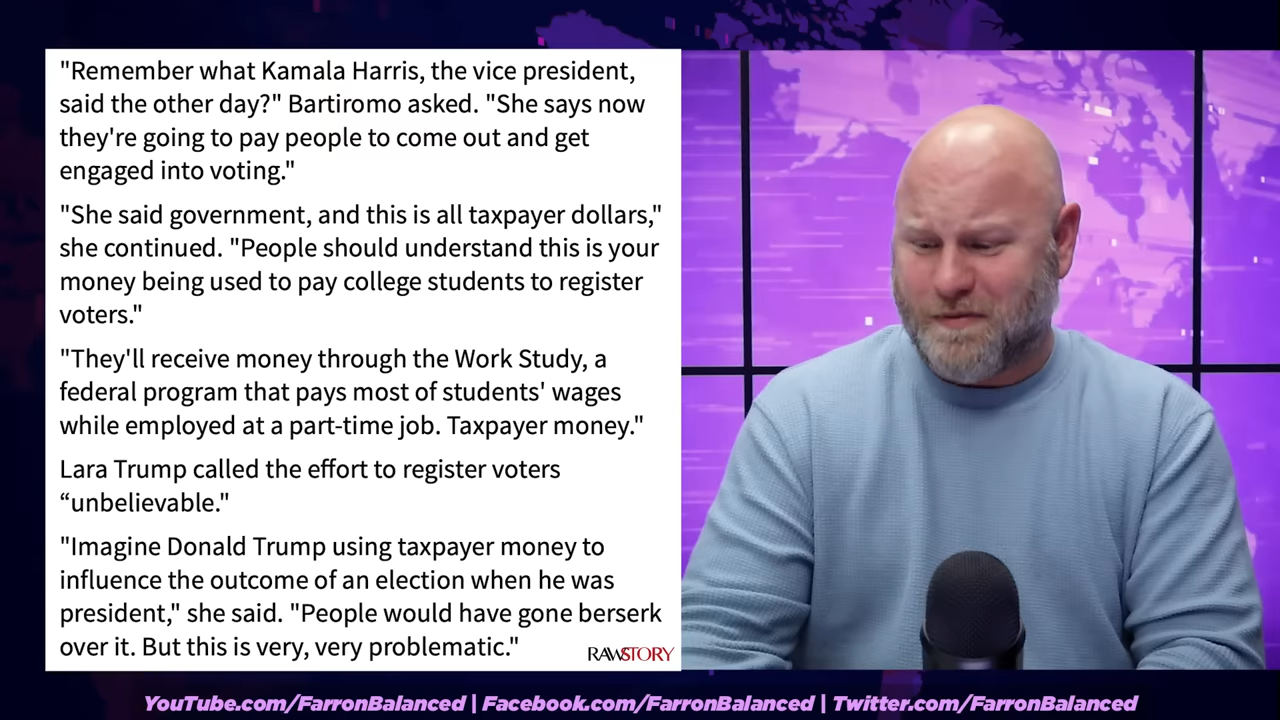 "Remember what Kamala Harris, the vice president,
said the other day?" Bartiromo asked. "She says now
they're going to pay people to come out and get
engaged into voting."
"She said government, and this is all taxpayer dollars,"
she continued. "People should understand this is your
money being used to pay college students to register
voters."
"They'll receive money through the Work Study, a
federal program that pays most of students' wages
while employed at a part-time job. Taxpayer money."
Lara Trump called the effort to register voters
“unbelievable."
"Imagine Donald Trump using taxpayer money to
influence the outcome of an election when he was
president," she said. "People would have gone berserk
over it. But this is very, very problematic."
RAWSTORY
YouTube.com/FarronBalanced | Facebook.com/FarronBalanced | Twitter.com/FarronBalanced